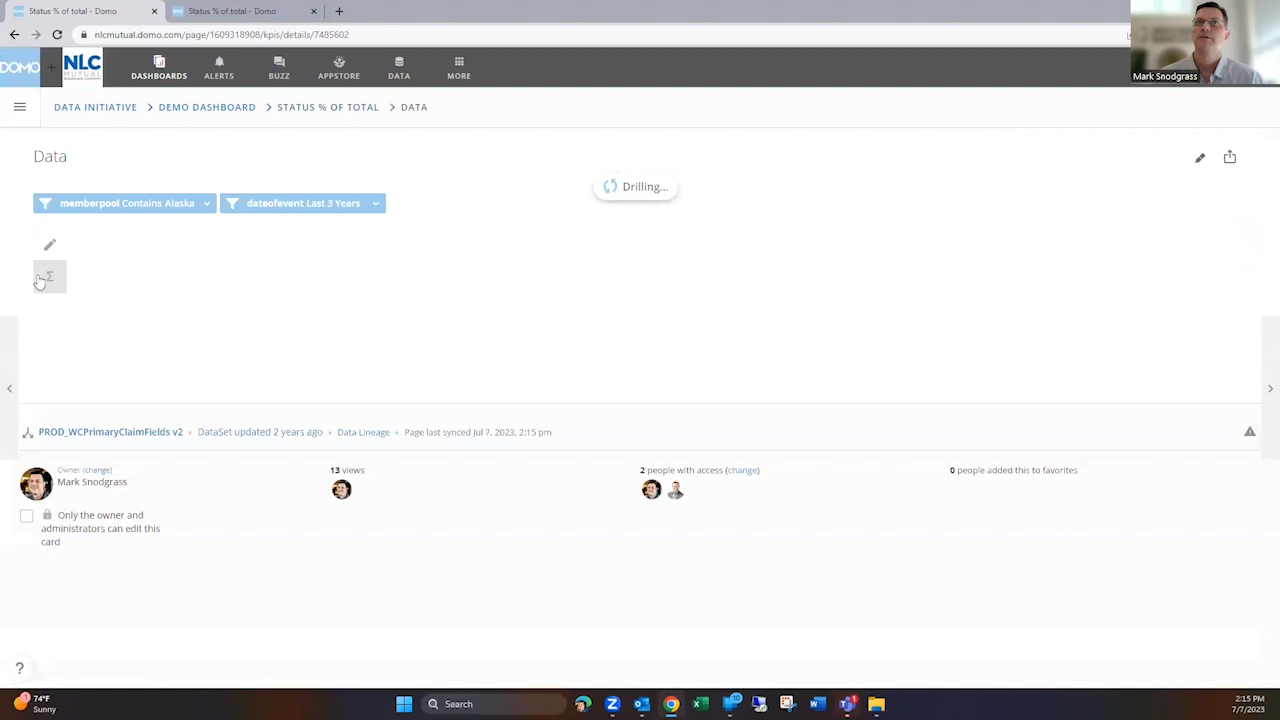 Status % of total - Domo
Status % of total - Domo
nlcmutual.domo.com/page/1609318908/kpis/details/7485602
Mark Snodgrass
DOMO
NLC
MUTUAL
DASHBOARDS
ALERTS
BUZZ
APPSTORE
DATA
MORE
DATA INITIATIVE > DEMO DASHBOARD > STATUS % OF TOTAL > DATA
Data
Drilling...
memberpool Contains Alaska
dateofevent Last 3 Years
Σ
PROD_WCPrimaryClaimFields v2 • DataSet updated 2 years ago • Data Lineage • Page last synced Jul 7, 2023, 2:15 pm
Owner (change)
Mark Snodgrass
13 views
2 people with access (change)
0 people added this to favorites
Only the owner and
administrators can edit this
card
?
74°F
Sunny
Search
10
1
2:15 PM
7/7/2023